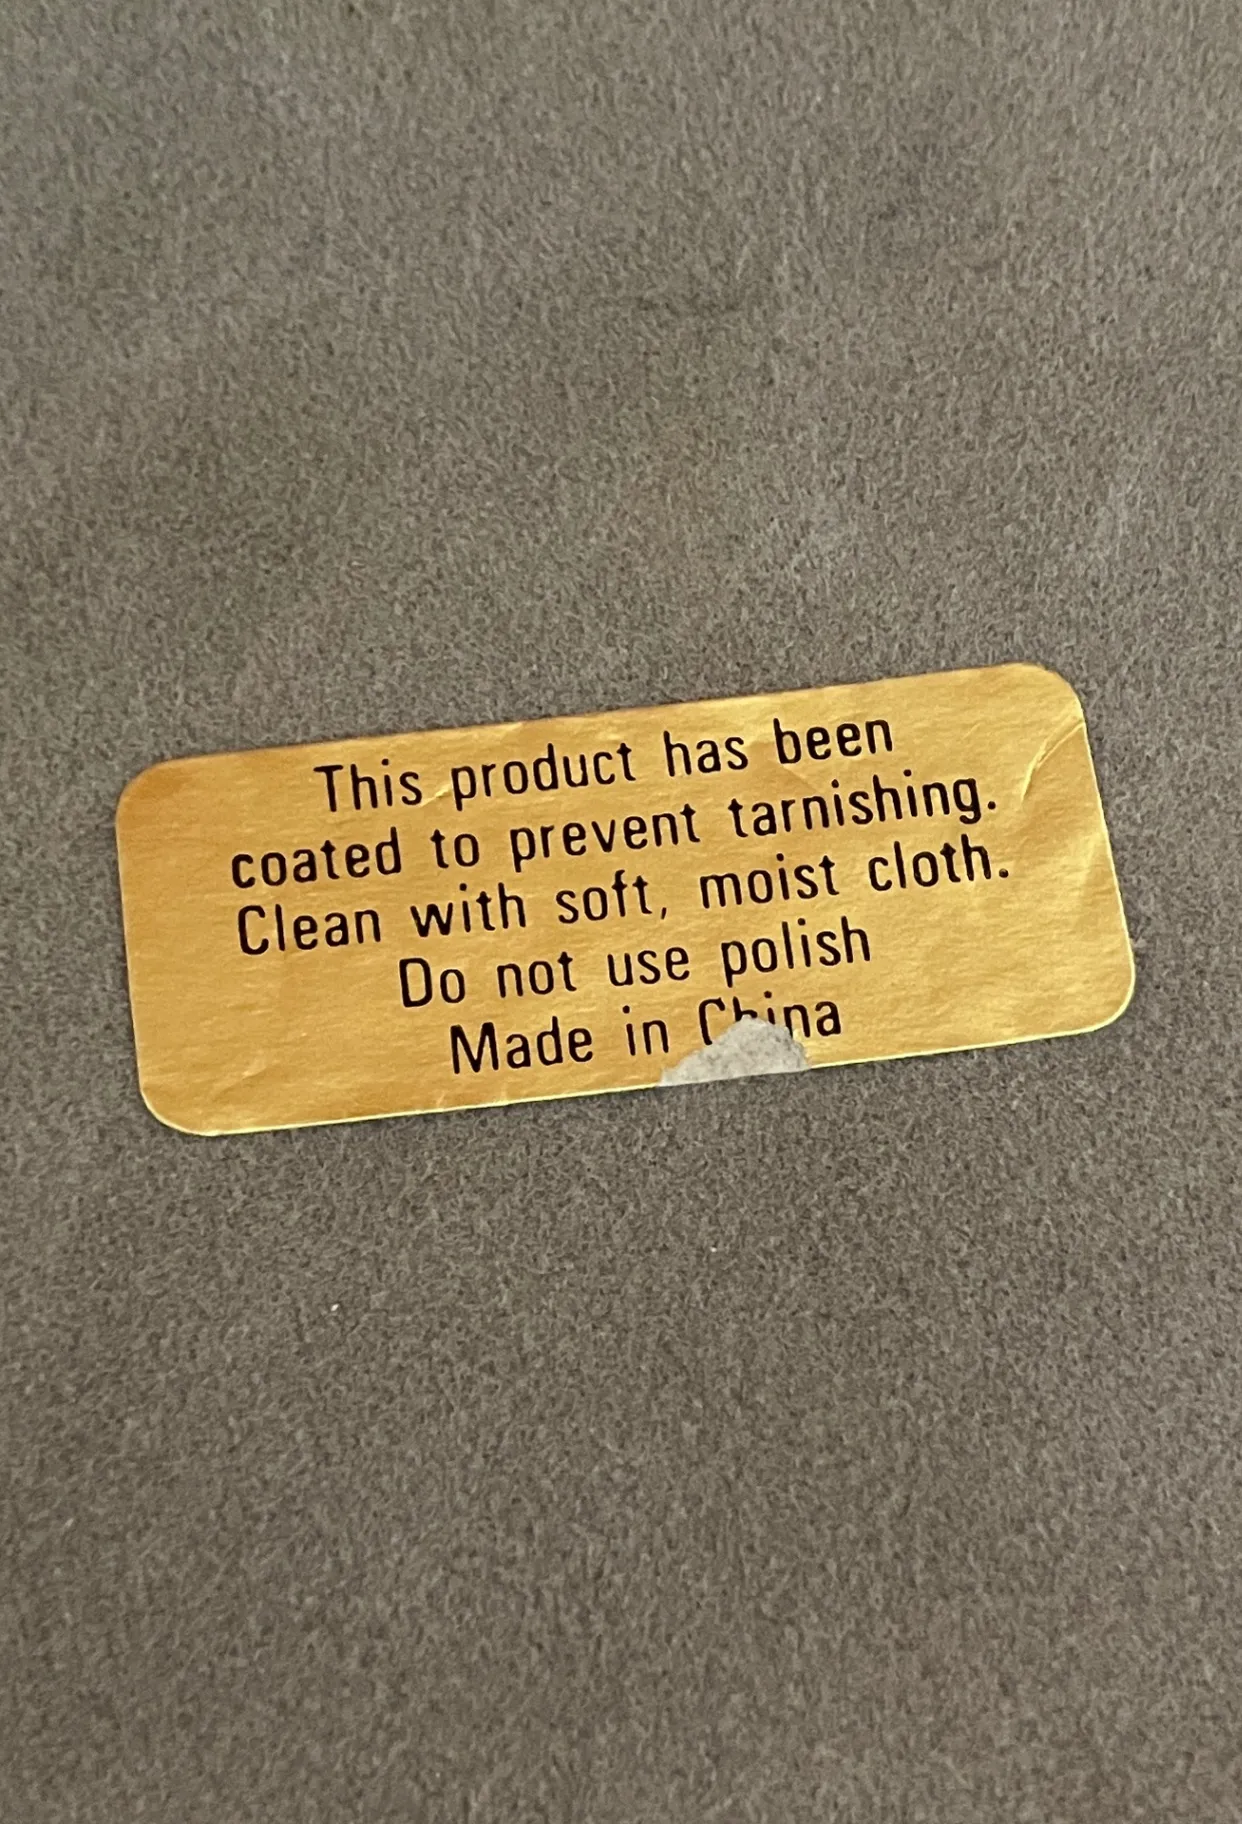 This product has been
coated to prevent tarnishing.
Clean with soft, moist cloth.
Do not use polish
Made in China